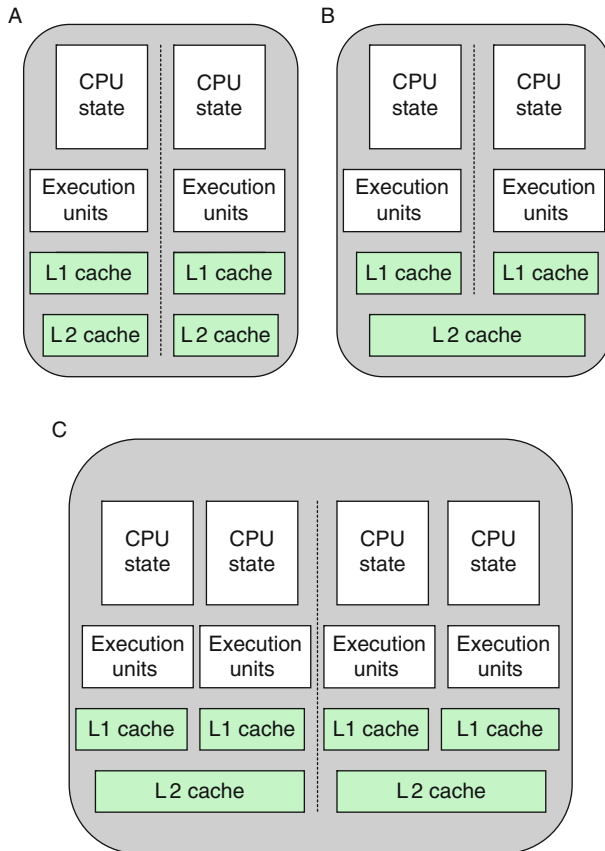 A
B
CPU
state
CPU
state
CPU
state
CPU
state
Execution
units
Execution
units
Execution
units
Execution
units
L1 cache
L1 cache
L1 cache
L1 cache
L2 cache
L2 cache
L2 cache
C
CPU
state
CPU
state
CPU
state
CPU
state
Execution
units
Execution
units
Execution
units
Execution
units
L1 cache
L1 cache
L1 cache
L1 cache
L2 cache
L2 cache